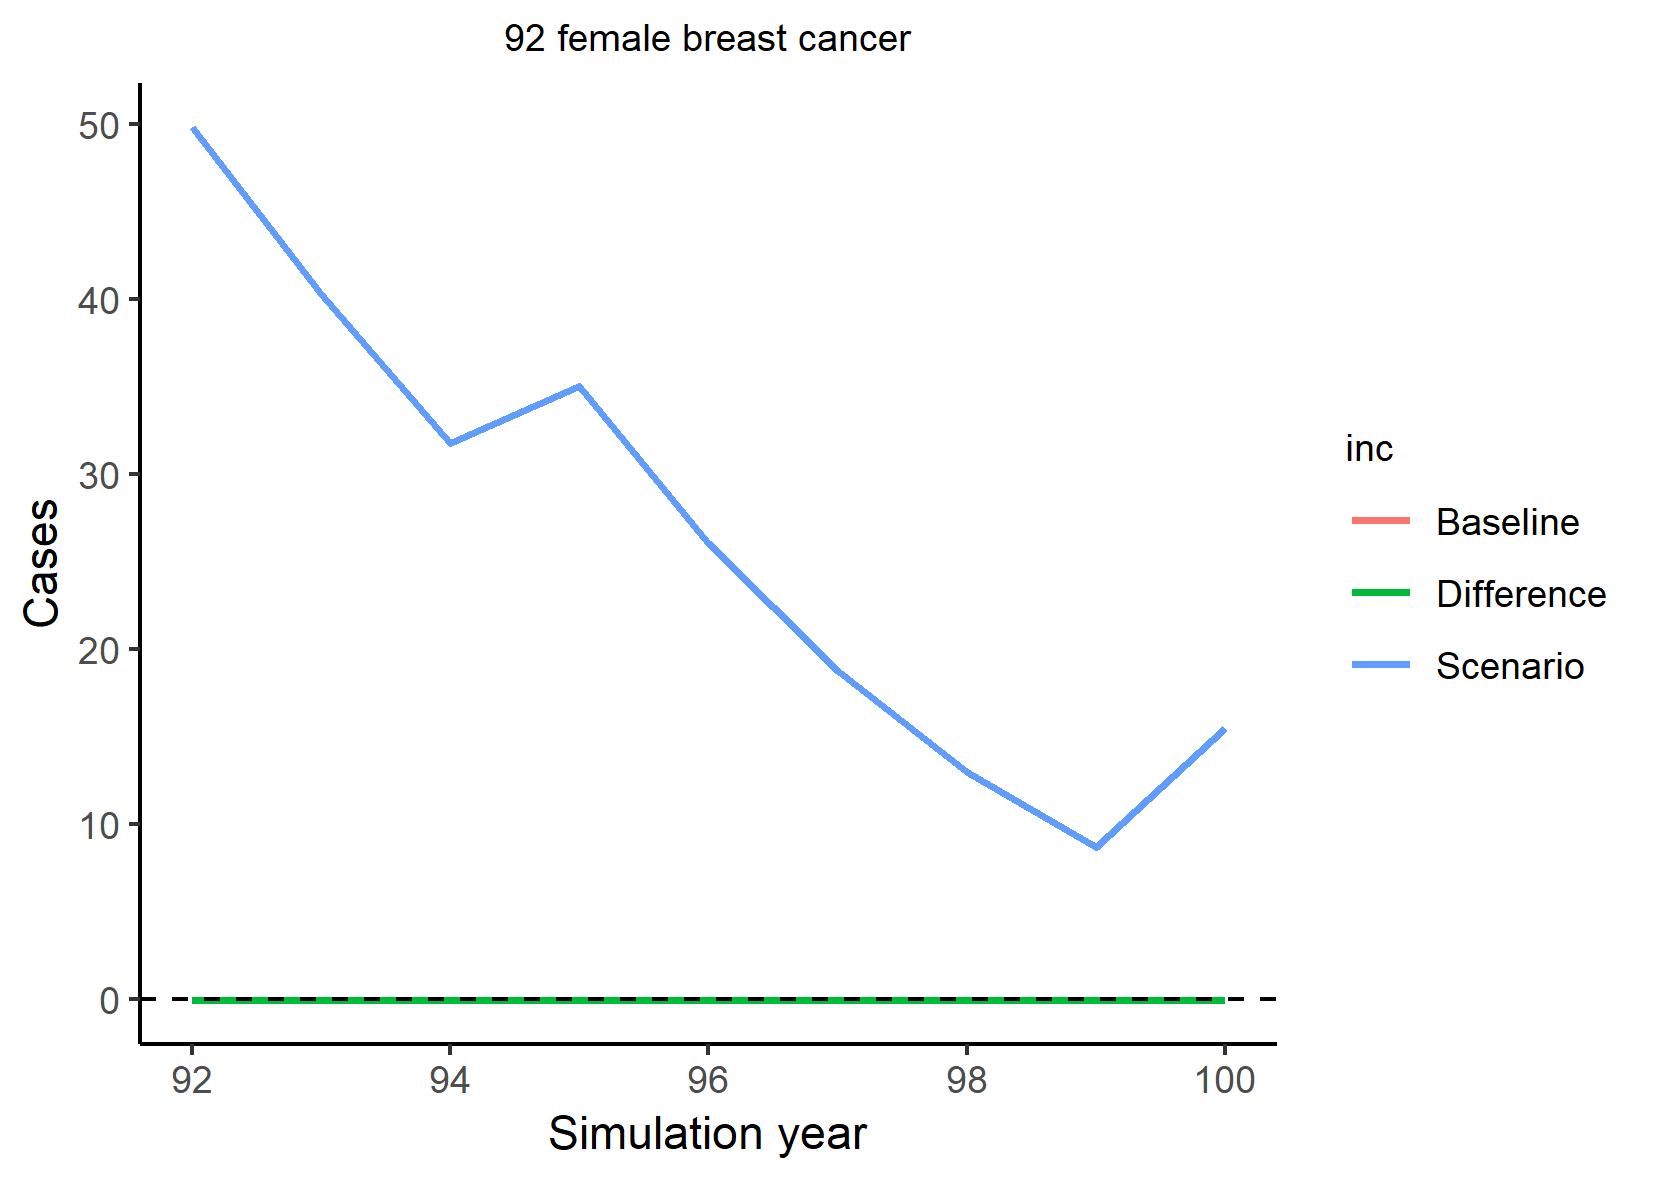 92 female breast cancer
50
40
30
20
10
0
Cases
92 94 96 98 100
Simulation year
inc
Baseline
Difference
Scenario